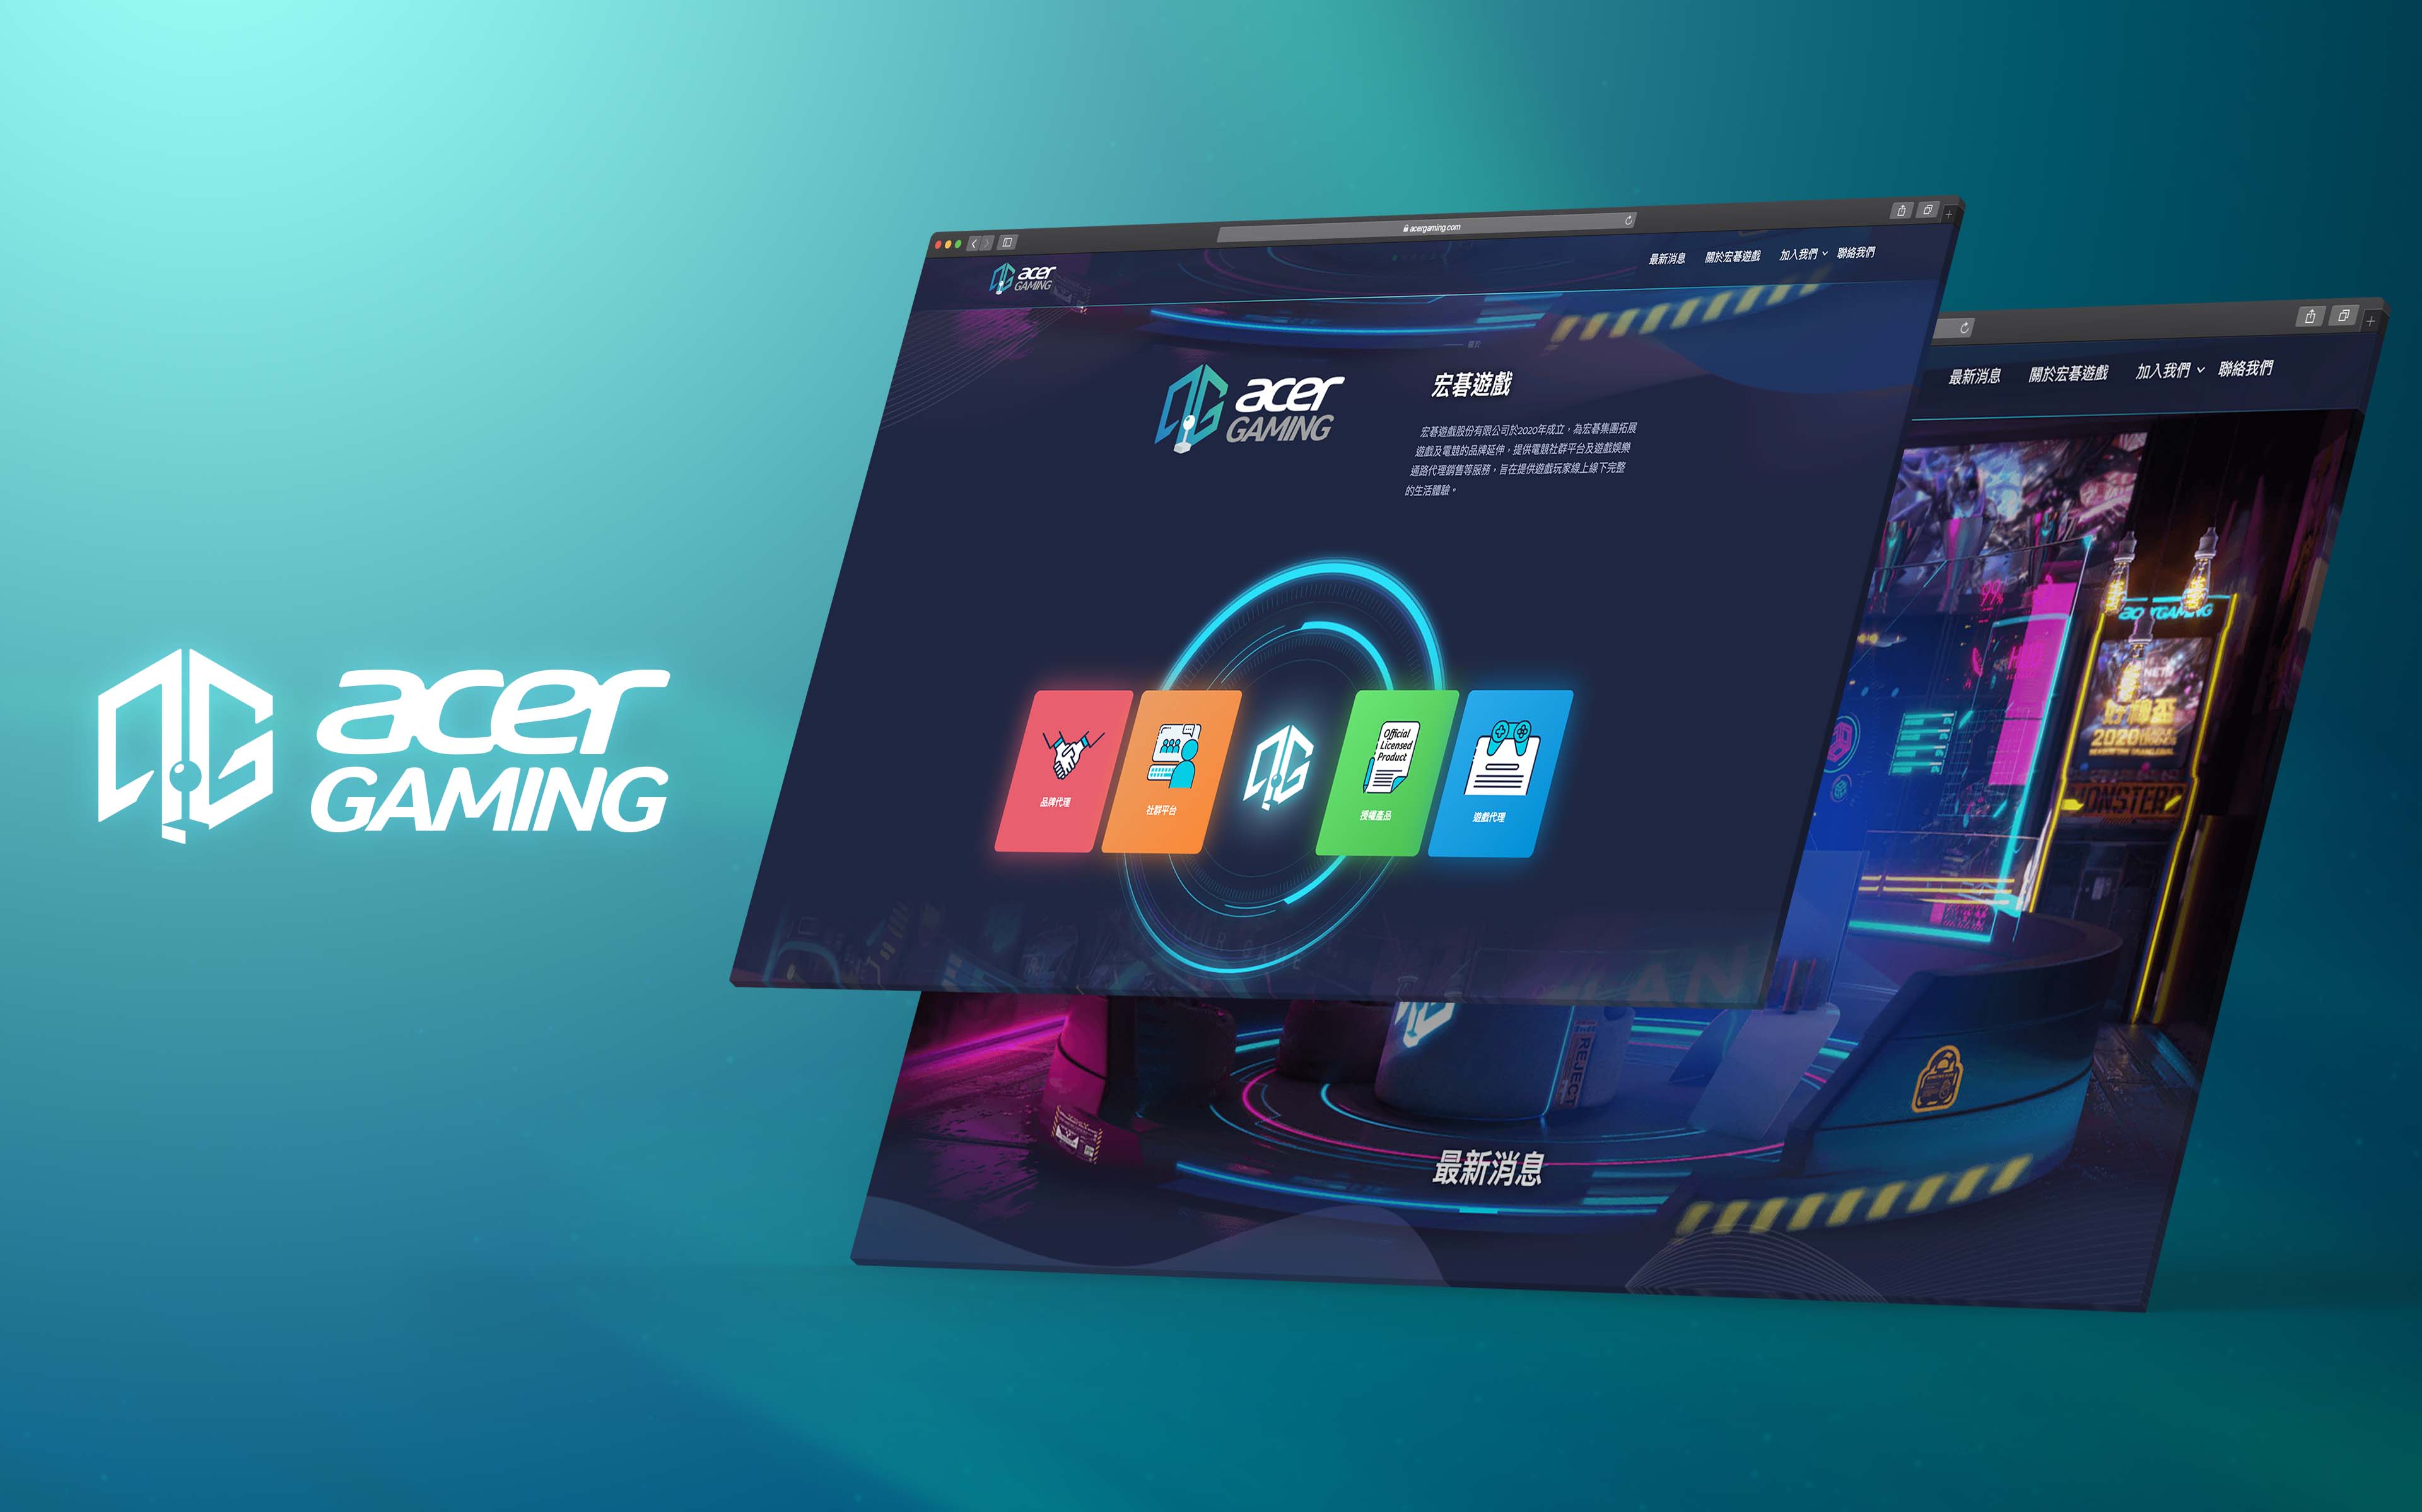 acer
GAMING
acergaming.com
acer
GAMING
最新消息
關於宏碁遊戲
加入我們
聯絡我們
acer
GAMING
宏碁遊戲
宏碁遊戲股份有限公司於2020年成立，為宏碁集團拓展
遊戲及電競的品牌延伸，提供電競社群平台及遊戲娛樂
通路代理銷售等服務，旨在提供遊戲玩家線上線下完整
的生活體驗。
品牌代理
社群平台
Official
Licensed
Product
授權產品
遊戲代理
最新消息
關於宏碁遊戲
加入我們
聯絡我們
99%
2020
REJECT
最新消息